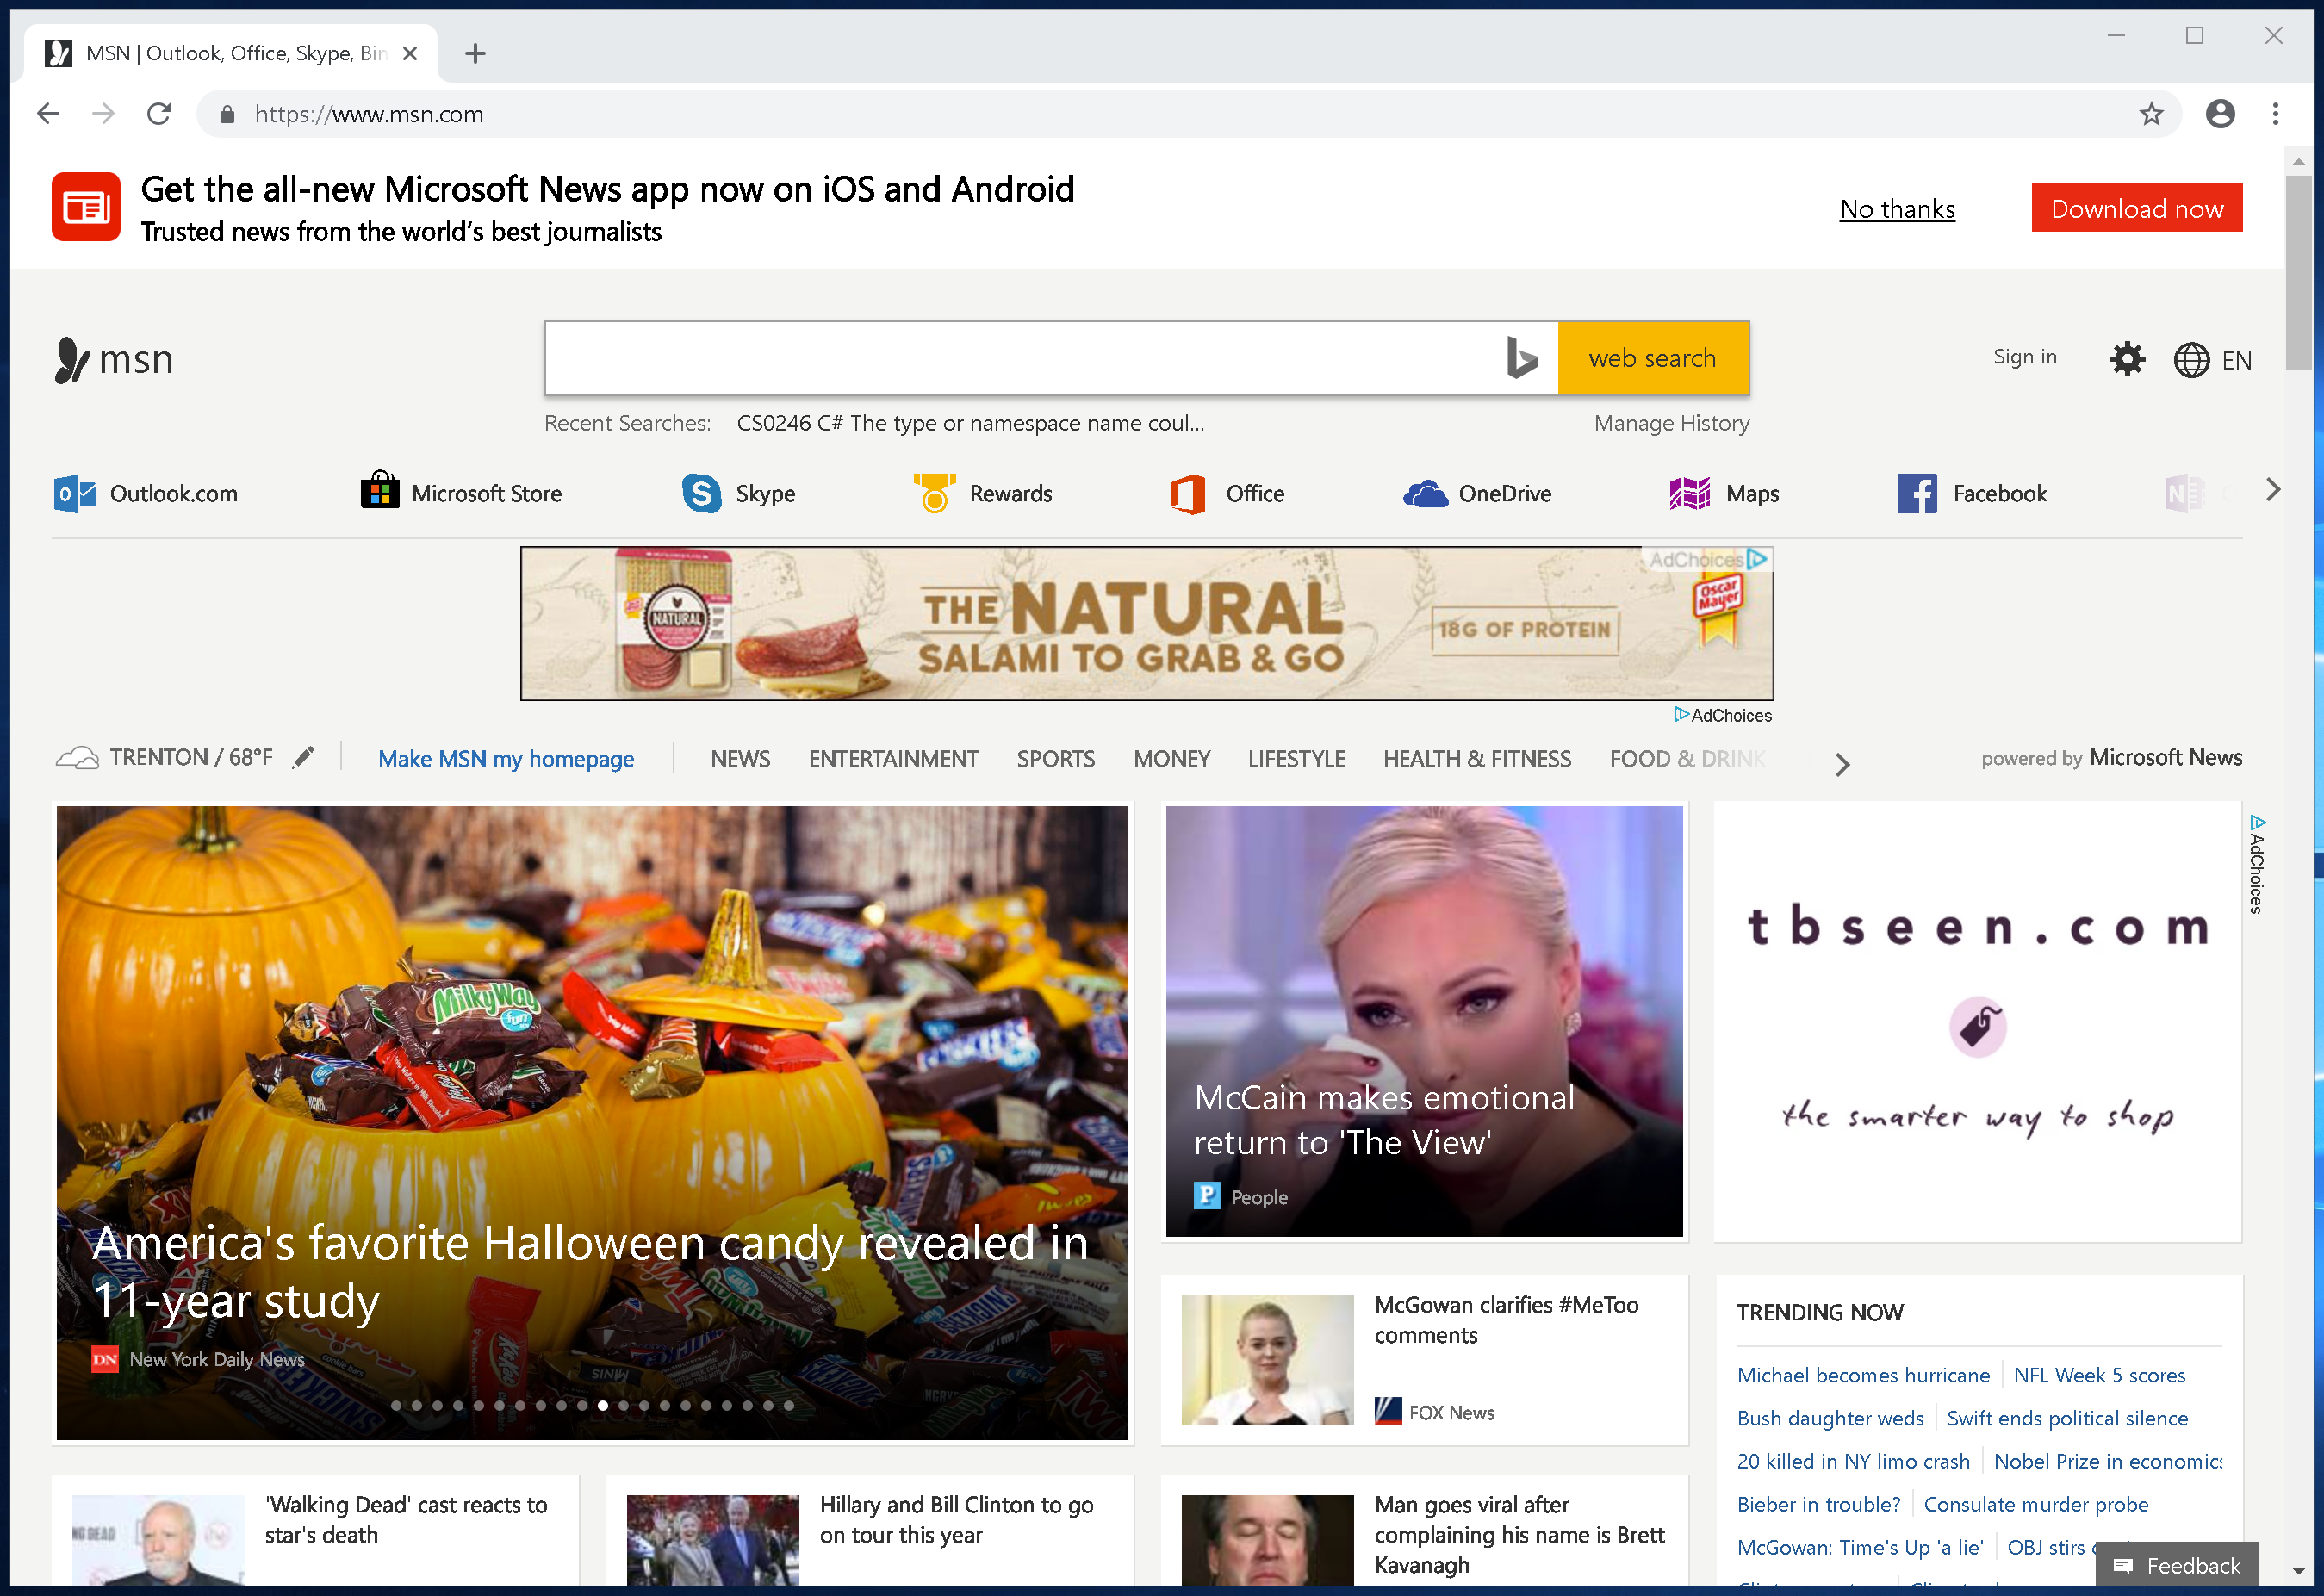 MSN | Outlook, Office, Skype, Bin
https://www.msn.com
Get the all-new Microsoft News app now on iOS and Android
Trusted news from the world's best journalists
No thanks
Download now
msn
web search
Sign in
EN
Recent Searches: CS0246 C# The type or namespace name coul...
Manage History
Outlook.com
Microsoft Store
Skype
Rewards
Office
OneDrive
Maps
Facebook
AdChoices
NATURAL
THE NATURAL
SALAMI TO GRAB & GO
18G OF PROTEIN
Oscar
Mayer
AdChoices
TRENTON / 68°F
Make MSN my homepage
NEWS
ENTERTAINMENT
SPORTS
MONEY
LIFESTYLE
HEALTH & FITNESS
FOOD & DRINK
powered by Microsoft News
MilkyWay
fun
America's favorite Halloween candy revealed in
11-year study
DN New York Daily News
McCain makes emotional
return to 'The View'
P People
AdChoices
tbseen.com
the smarter way to shop
McGowan clarifies #MeToo
comments
FOX News
TRENDING NOW
Michael becomes hurricane
NFL Week 5 scores
Bush daughter weds
Swift ends political silence
20 killed in NY limo crash
Nobel Prize in economics
Bieber in trouble?
Consulate murder probe
McGowan: Time's Up 'a lie'
OBJ stirs
'Walking Dead' cast reacts to
star's death
Hillary and Bill Clinton to go
on tour this year
Man goes viral after
complaining his name is Brett
Kavanagh
Feedback